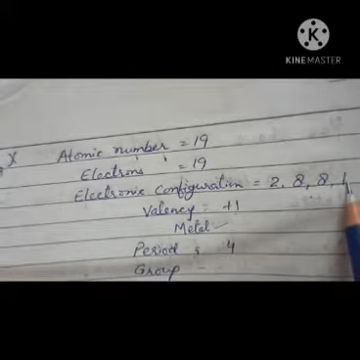 K
KINEMASTER
X Atomic number = 19
Electrons = 19
Electronic configuration = 2, 8, 8, 1
Valency = +1
Metal
Period = 4
Group =